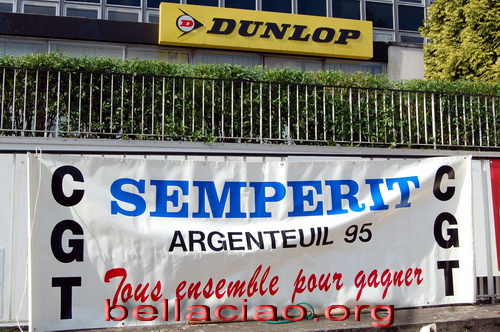 DUNLOP
CGT
SEMPERIT
CGT
ARGENTEUIL 95
Tous ensemble pour gagner
bellaciao.org